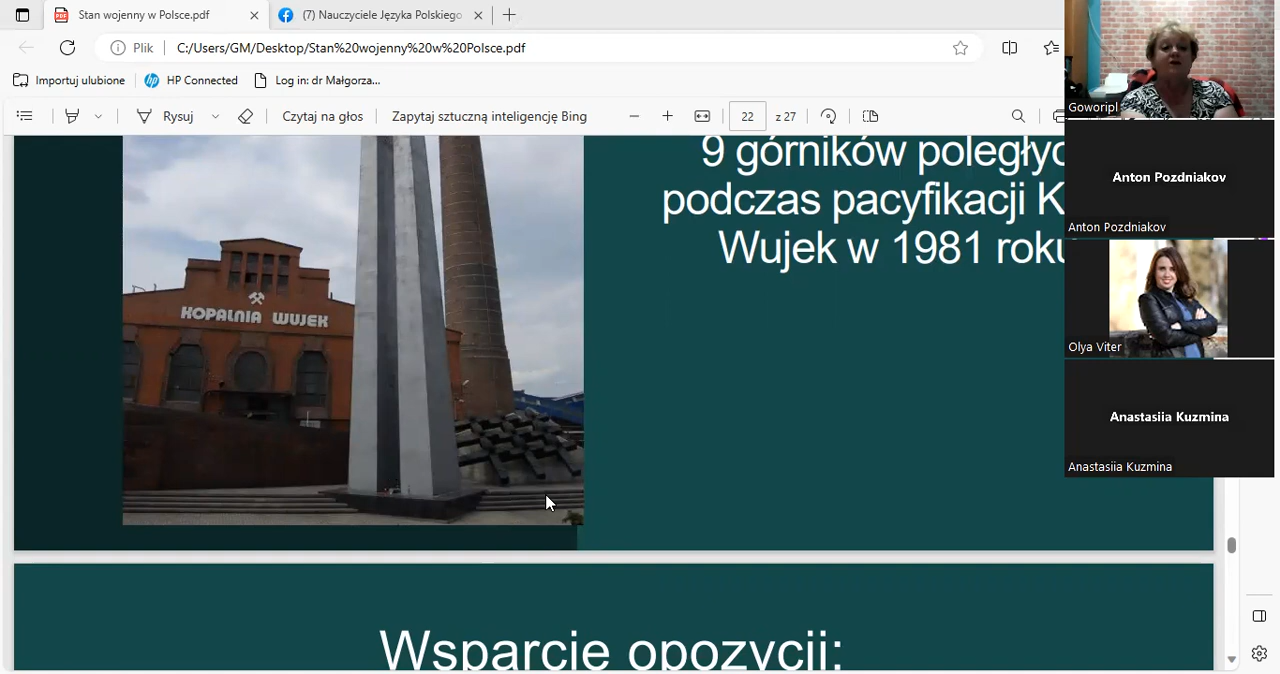 Stan wojenny w Polsce.pdf
(7) Nauczyciele Języka Polskiego
Plik
C:/Users/GM/Desktop/Stan%20wojenny%20w%20Polsce.pdf
Importuj ulubione
HP Connected
Log in: dr Małgorza...
Rysuj
Czytaj na głos
Zapytaj sztuczną inteligencję Bing
22
z 27
9 górników
podczas pacyfikacji
Wujek w 1981
KOPALNIA WUJEK
Wsparcie opozycji:
Goworipl
Anton Pozdniakov
Anton Pozdniakov
Olya Viter
Anastasiia Kuzmina
Anastasiia Kuzmina